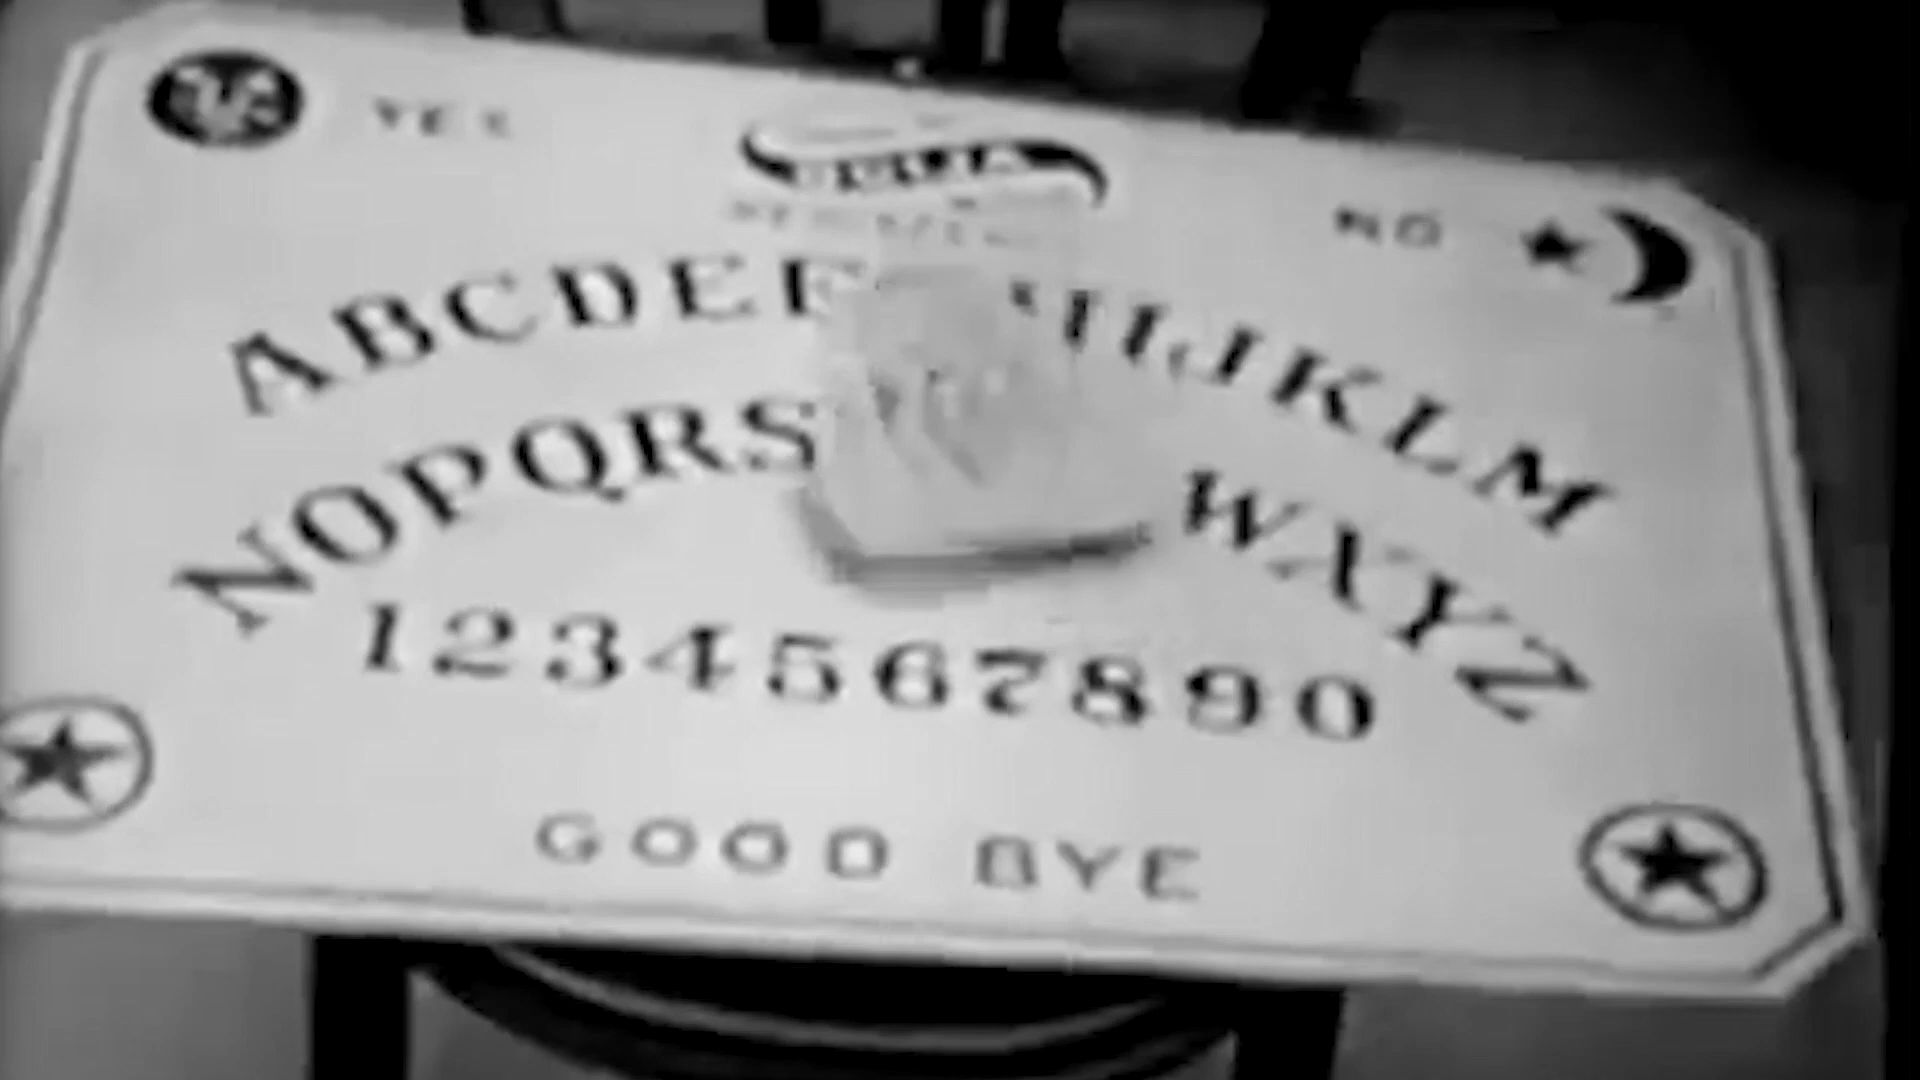 YES
NO
ABCDEF HIJKLM
NOPQRS WXYZ
1234567890
GOOD BYE